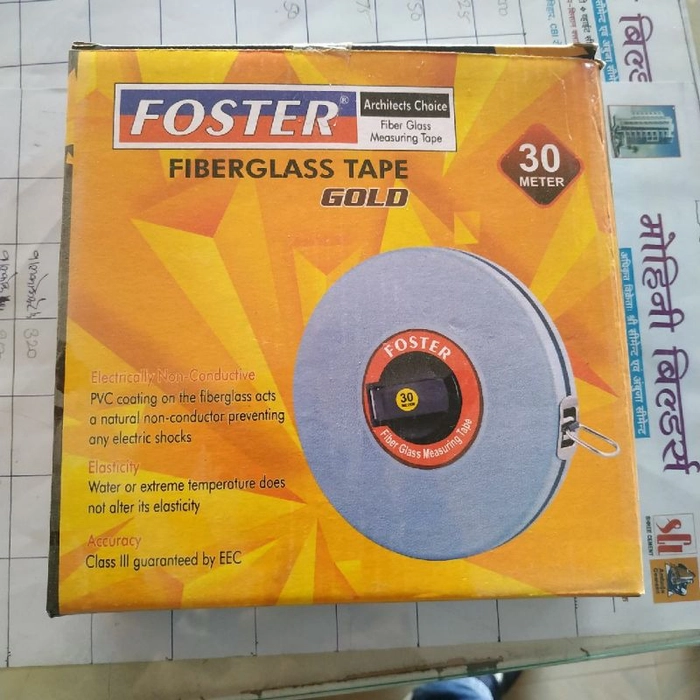 FOSTER®
Architects Choice
Fiber Glass
Measuring Tape
FIBERGLASS TAPE
GOLD
30
METER
FOSTER
30
METER
Fiber Glass Measuring Tape
Electrically Non-Conductive
PVC coating on the fiberglass acts
a natural non-conductor preventing
any electric shocks
Elasticity
Water or extreme temperature does
not alter its elasticity
Accuracy
Class III guaranteed by EEC
बिल्डर्स
मोहिनी बिल्डर्स
320